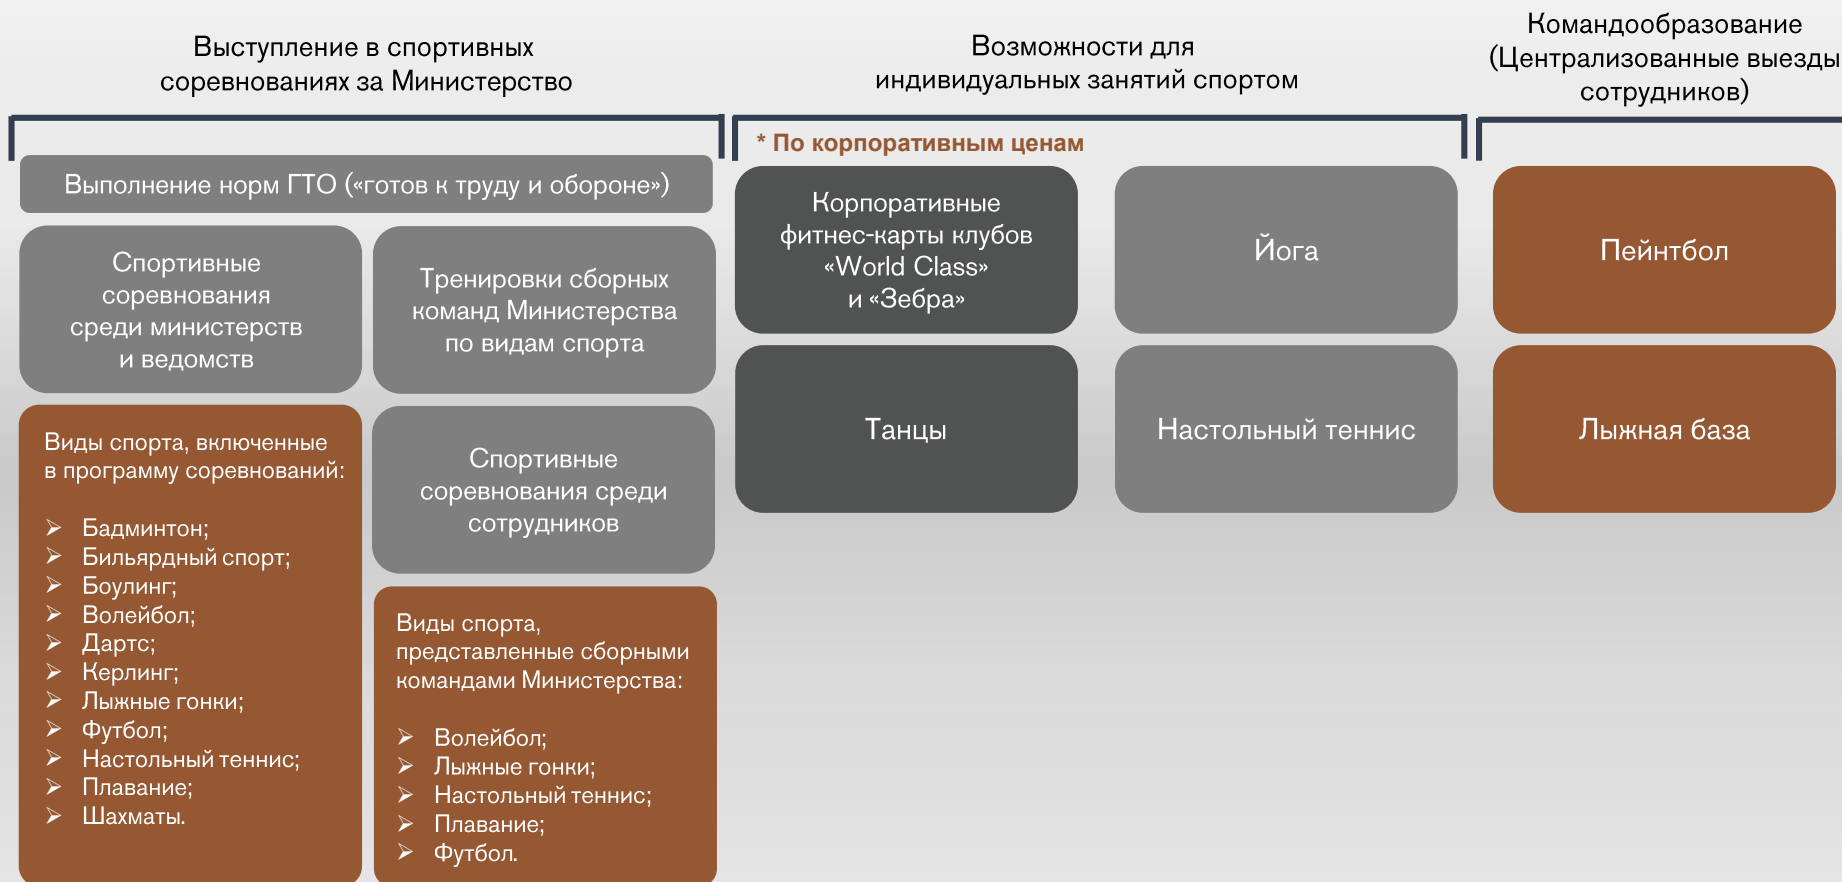 Выступление в спортивных
соревнованиях за Министерство
Выполнение норм ГТО («готов к труду и обороне»)
Спортивные
соревнования
среди министерств
и ведомств
Тренировки сборных
команд Министерства
по видам спорта
Виды спорта, включенные
в программу соревнований:
➢ Бадминтон;
➢ Бильярдный спорт;
➢ Боулинг;
➢ Волейбол;
➢ Дартс;
➢ Керлинг;
➢ Лыжные гонки;
➢ Футбол;
➢ Настольный теннис;
➢ Плавание;
➢ Шахматы.
Спортивные
соревнования среди
сотрудников
Виды спорта,
представленные сборными
командами Министерства:
➢ Волейбол;
➢ Лыжные гонки;
➢ Настольный теннис;
➢ Плавание;
➢ Футбол.
Возможности для
индивидуальных занятий спортом
* По корпоративным ценам
Корпоративные
фитнес-карты клубов
«World Class»
и «Зебра»
Йога
Танцы
Настольный теннис
Командообразование
(Централизованные выезды
сотрудников)
Пейнтбол
Лыжная база